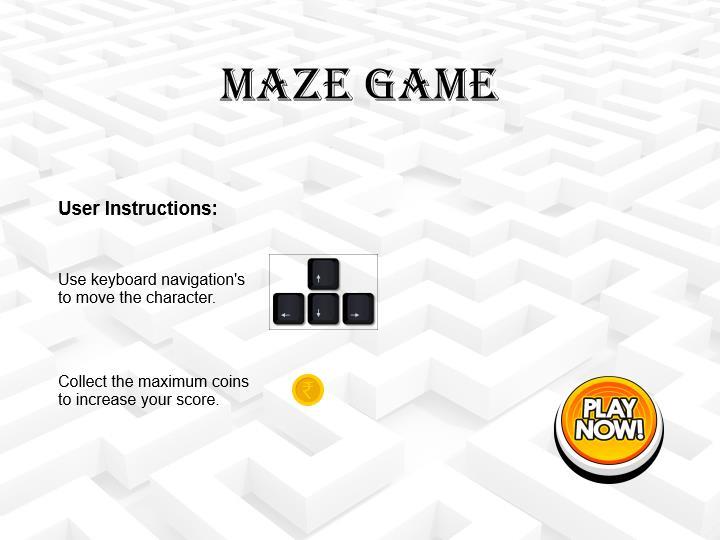 MAZE GAME
User Instructions:
Use keyboard navigation's
to move the character.
↑
← ↓ →
Collect the maximum coins
to increase your score.
₹
PLAY
NOW!